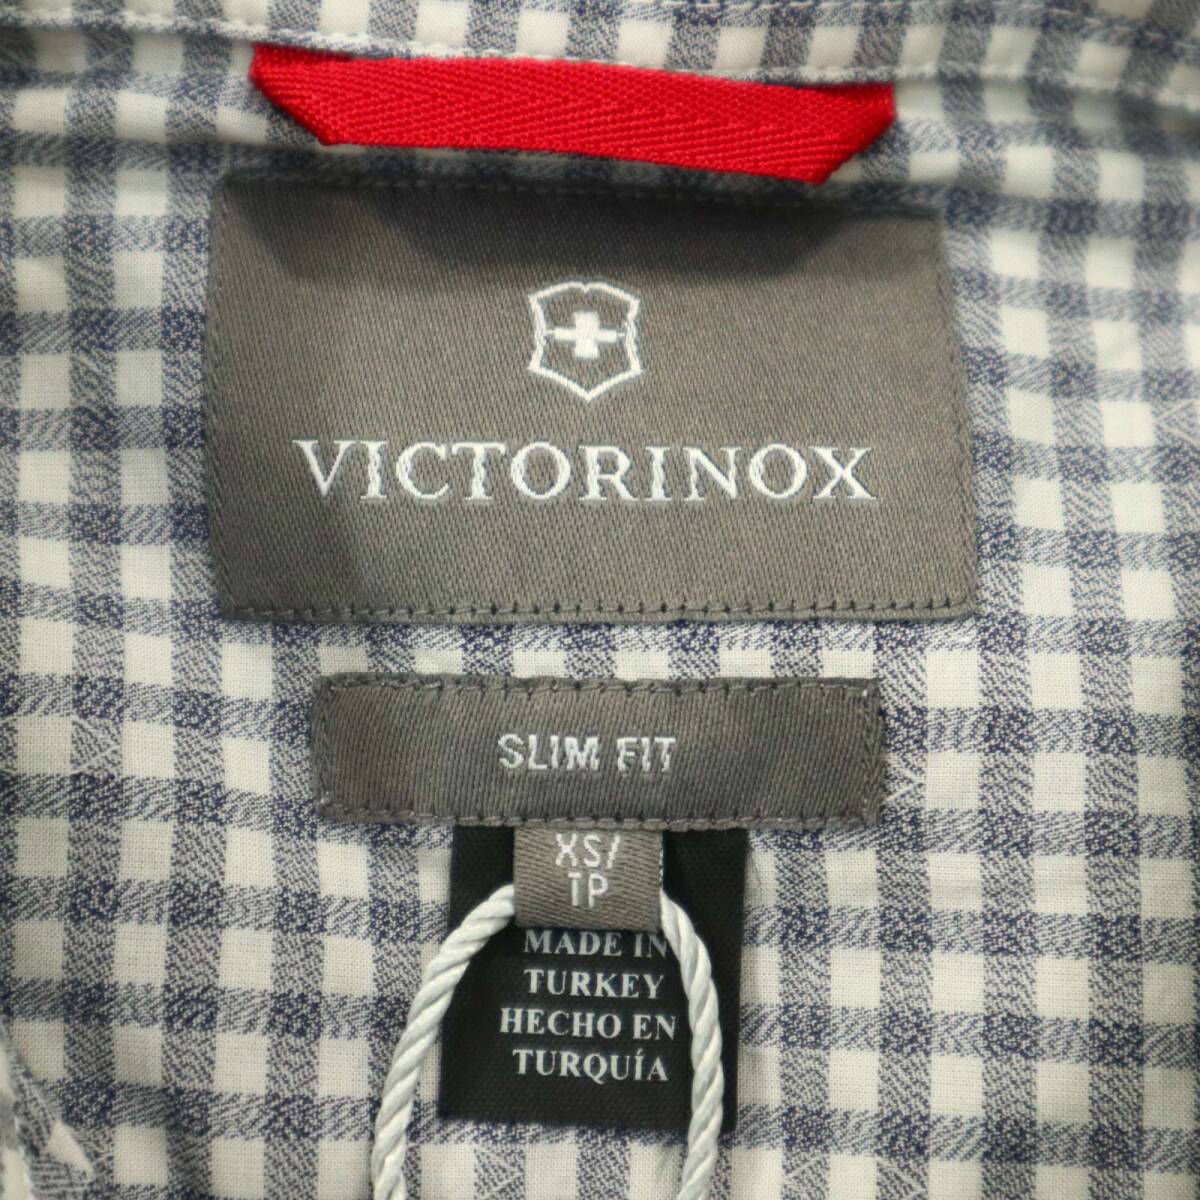 VICTORINOX
SLIM FIT
XS/
TP
MADE IN
TURKEY
HECHO EN
TURQUÍA